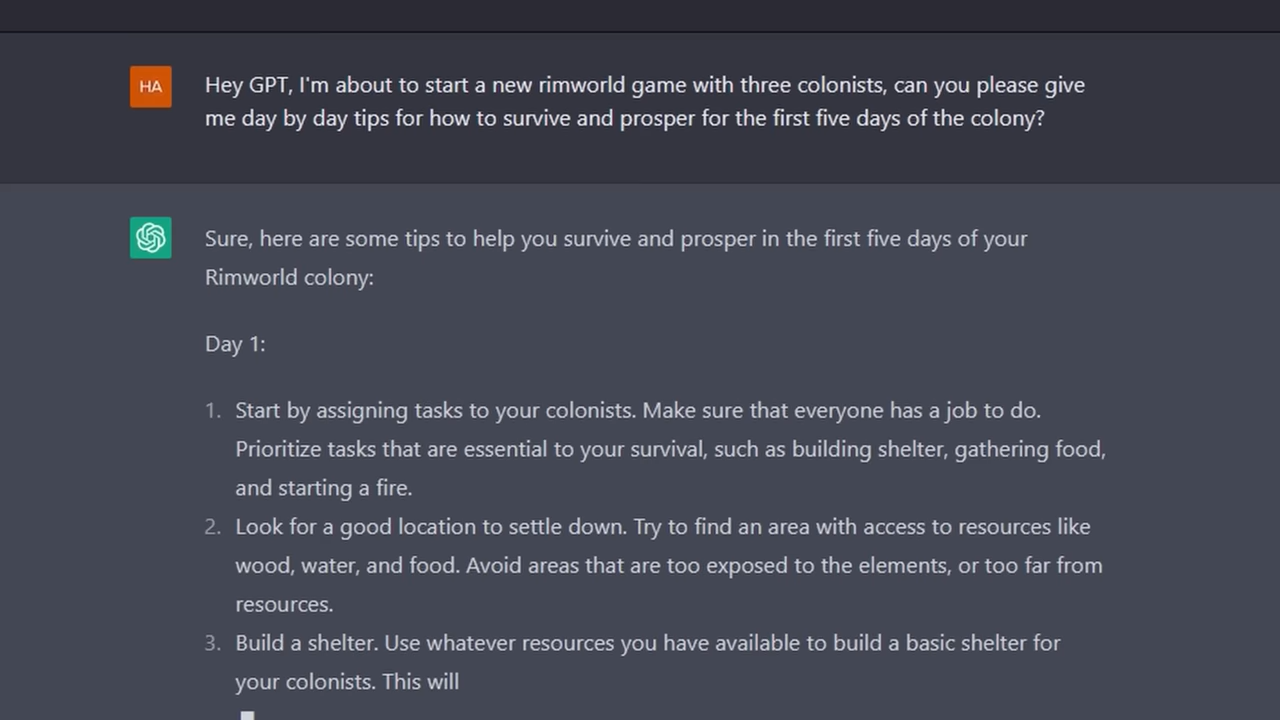 HA
Hey GPT, I'm about to start a new rimworld game with three colonists, can you please give
me day by day tips for how to survive and prosper for the first five days of the colony?
Sure, here are some tips to help you survive and prosper in the first five days of your
Rimworld colony:
Day 1:
1. Start by assigning tasks to your colonists. Make sure that everyone has a job to do.
Prioritize tasks that are essential to your survival, such as building shelter, gathering food,
and starting a fire.
2. Look for a good location to settle down. Try to find an area with access to resources like
wood, water, and food. Avoid areas that are too exposed to the elements, or too far from
resources.
3. Build a shelter. Use whatever resources you have available to build a basic shelter for
your colonists. This will